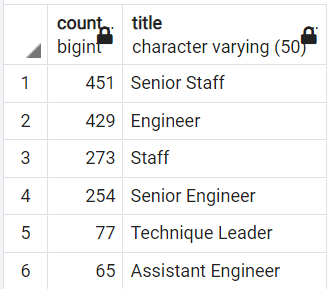 count title
bigint character varying (50)
1 451 Senior Staff
2 429 Engineer
3 273 Staff
4 254 Senior Engineer
5 77 Technique Leader
6 65 Assistant Engineer